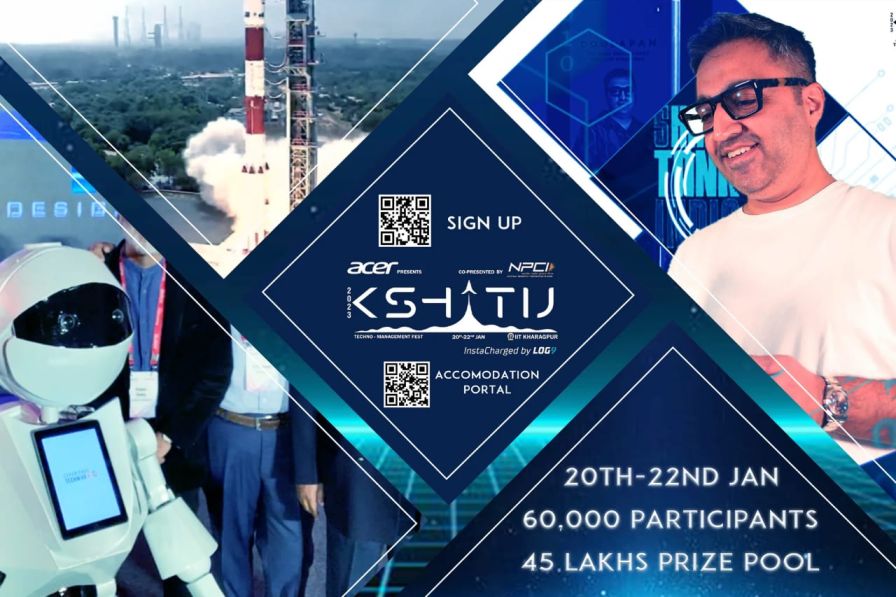 SIGN UP
acer PRESENTS
CO-PRESENTED BY NPCI
2023
KSHITIJ
TECHNO - MANAGEMENT FEST
20th-22nd JAN
IIT KHARAGPUR
InstaCharged by LOG9
ACCOMODATION
PORTAL
20TH-22ND JAN
60,000 PARTICIPANTS
45 LAKHS PRIZE POOL
DESIG